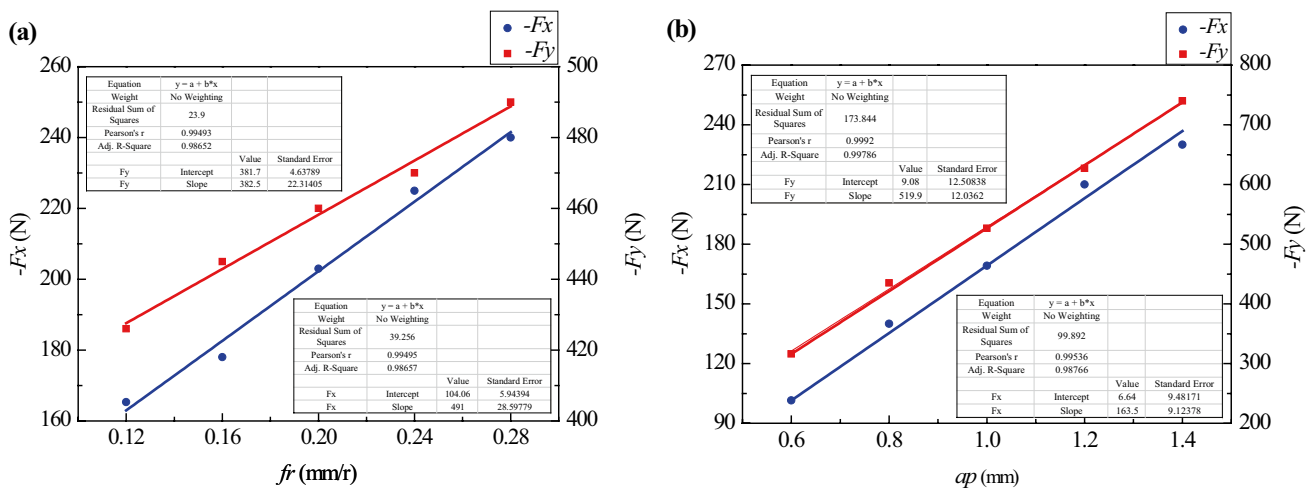 (a)
-Fx
-Fy
260
240
220
200
180
160
-Fx (N)
500
480
460
440
420
400
-Fy (N)
0.12 0.16 0.20 0.24 0.28
fr (mm/r)
Equation y = a + b*x
Weight No Weighting
Residual Sum of
Squares 23.9
Pearson's r 0.99493
Adj. R-Square 0.98652
Value Standard Error
Fy Intercept 381.7 4.63789
Fy Slope 382.5 22.31405
Equation y = a + b*x
Weight No Weighting
Residual Sum of
Squares 39.256
Pearson's r 0.99495
Adj. R-Square 0.98657
Value Standard Error
Fx Intercept 104.06 5.94394
Fx Slope 491 28.59779
(b)
-Fx
-Fy
270
240
210
180
150
120
90
-Fx (N)
800
700
600
500
400
300
200
-Fy (N)
0.6 0.8 1.0 1.2 1.4
ap (mm)
Equation y = a + b*x
Weight No Weighting
Residual Sum of
Squares 173.844
Pearson's r 0.9992
Adj. R-Square 0.99786
Value Standard Error
Fy Intercept 9.08 12.50838
Fy Slope 519.9 12.0362
Equation y = a + b*x
Weight No Weighting
Residual Sum of
Squares 99.892
Pearson's r 0.99536
Adj. R-Square 0.98766
Value Standard Error
Fx Intercept 6.64 9.48171
Fx Slope 163.5 9.12378